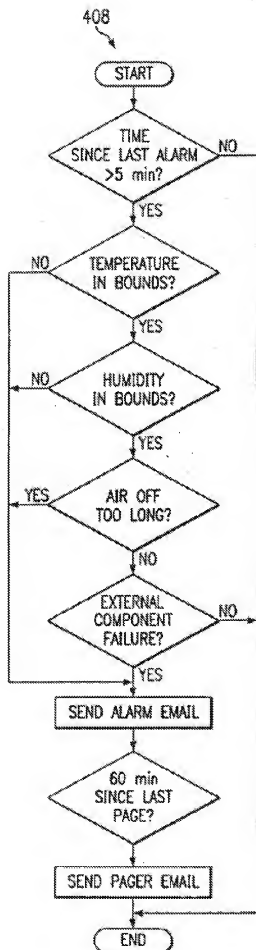 408
START
TIME
SINCE LAST ALARM
>5 min?
NO
YES
NO
TEMPERATURE
IN BOUNDS?
YES
NO
HUMIDITY
IN BOUNDS?
YES
YES
AIR OFF
TOO LONG?
NO
EXTERNAL
COMPONENT
FAILURE?
NO
YES
SEND ALARM EMAIL
60 min
SINCE LAST
PAGE?
SEND PAGER EMAIL
END